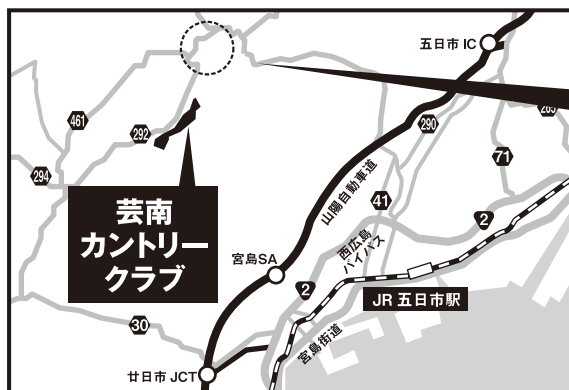 五日市 IC
265
461
292
290
294
71
山陽自動車道
41
芸南
カントリー
クラブ
2
西広島
バイパス
宮島SA
2
JR 五日市駅
30
宮島街道
廿日市 JCT